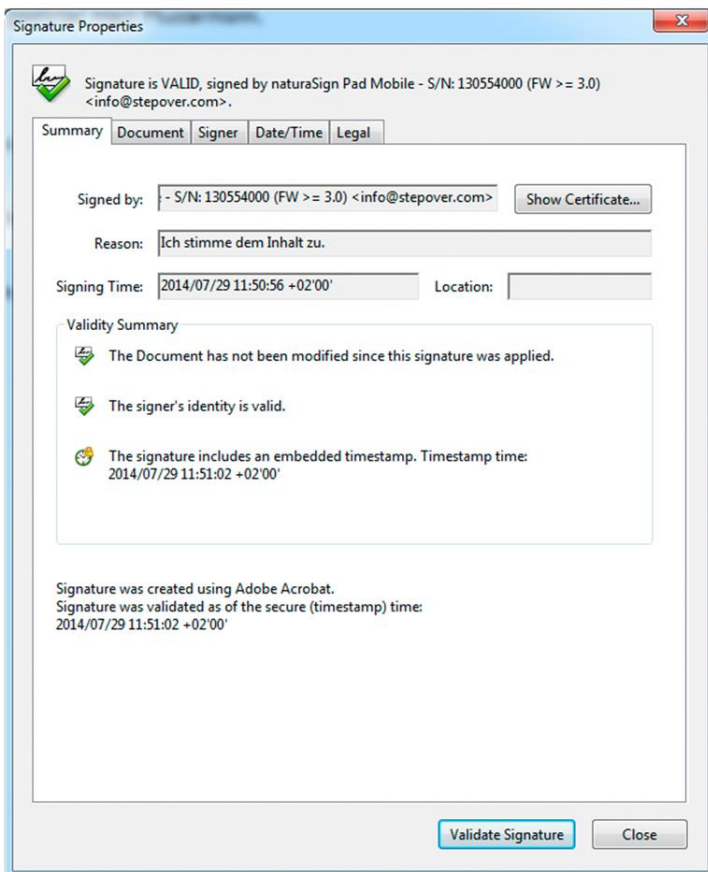 Signature Properties
Signature is VALID, signed by naturaSign Pad Mobile - S/N: 130554000 (FW >= 3.0)
<info@stepover.com>.
Summary Document Signer Date/Time Legal
Signed by: - S/N: 130554000 (FW >= 3.0) <info@stepover.com> Show Certificate...
Reason: Ich stimme dem Inhalt zu.
Signing Time: 2014/07/29 11:50:56 +02'00' Location:
Validity Summary
The Document has not been modified since this signature was applied.
The signer's identity is valid.
The signature includes an embedded timestamp. Timestamp time:
2014/07/29 11:51:02 +02'00'
Signature was created using Adobe Acrobat.
Signature was validated as of the secure (timestamp) time:
2014/07/29 11:51:02 +02'00'
Validate Signature Close